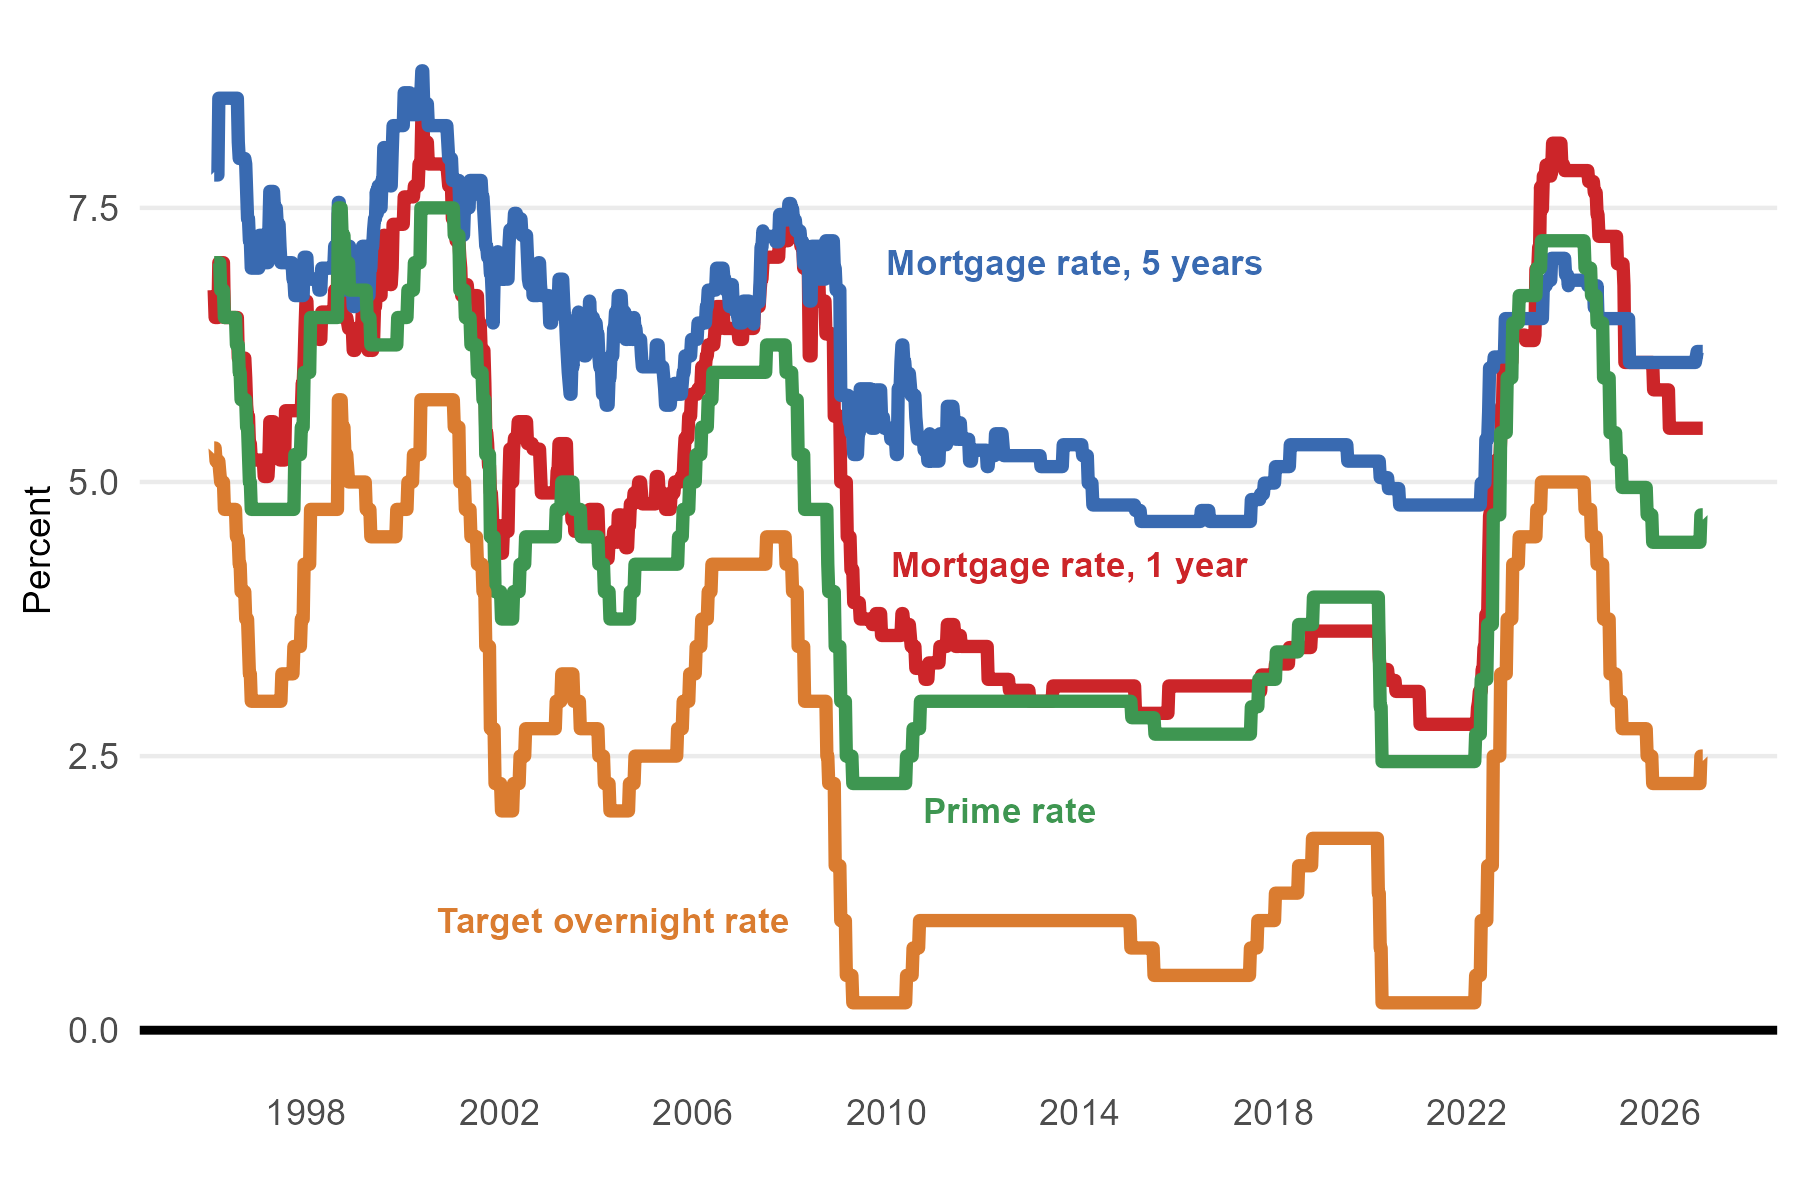 7.5
5.0
2.5
0.0
Percent
Mortgage rate, 5 years
Mortgage rate, 1 year
Prime rate
Target overnight rate
1998 2002 2006 2010 2014 2018 2022 2026